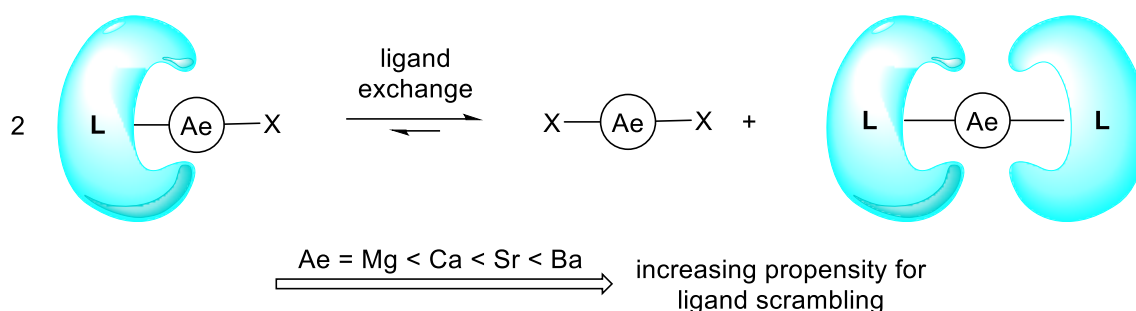 2 L Ae X
ligand
exchange
X Ae X + L Ae L
Ae = Mg < Ca < Sr < Ba
increasing propensity for
ligand scrambling